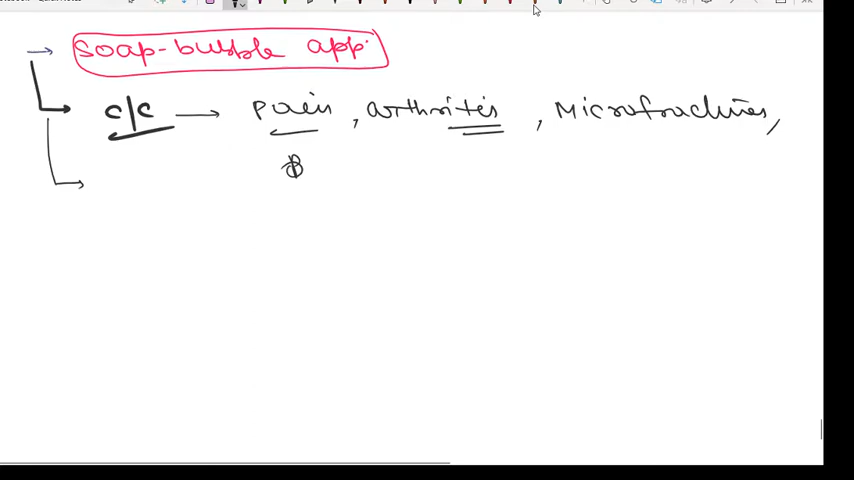 → soap-bubble app.
→ c/c → Pain, arthritis, Microfractures,